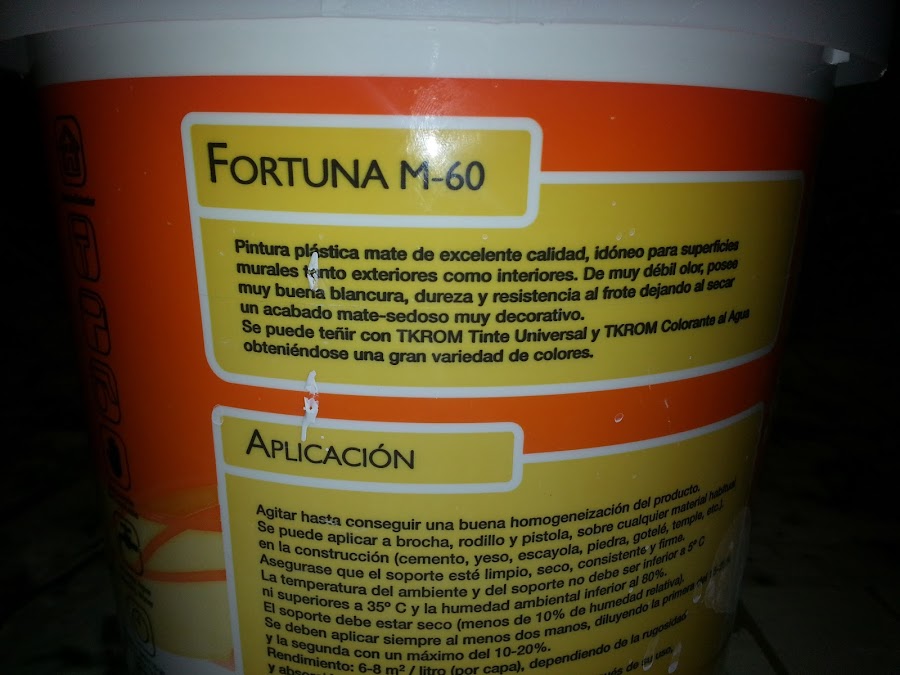 FORTUNA M-60
Pintura plástica mate de excelente calidad, idóneo para superficies
murales tanto exteriores como interiores. De muy débil olor, posee
muy buena blancura, dureza y resistencia al frote dejando al secar
un acabado mate-sedoso muy decorativo.
Se puede teñir con TKROM Tinte Universal y TKROM Colorante al Agua
obteniéndose una gran variedad de colores.
APLICACIÓN
Agitar hasta conseguir una buena homogeneización del producto.
Se puede aplicar a brocha, rodillo y pistola, sobre cualquier material habitual
en la construcción (cemento, yeso, escayola, piedra, gotelé, temple, etc.).
Asegurase que el soporte esté limpio, seco, consistente y firme.
La temperatura del ambiente y del soporte no debe ser inferior a 5º C
ni superiores a 35º C y la humedad ambiental inferior al 80%.
El soporte debe estar seco (menos de 10% de humedad relativa).
Se deben aplicar siempre al menos dos manos, diluyendo la primera
y la segunda con un máximo del 10-20%.
Rendimiento: 6-8 m² / litro (por capa), dependiendo de la rugosidad
y de su uso,